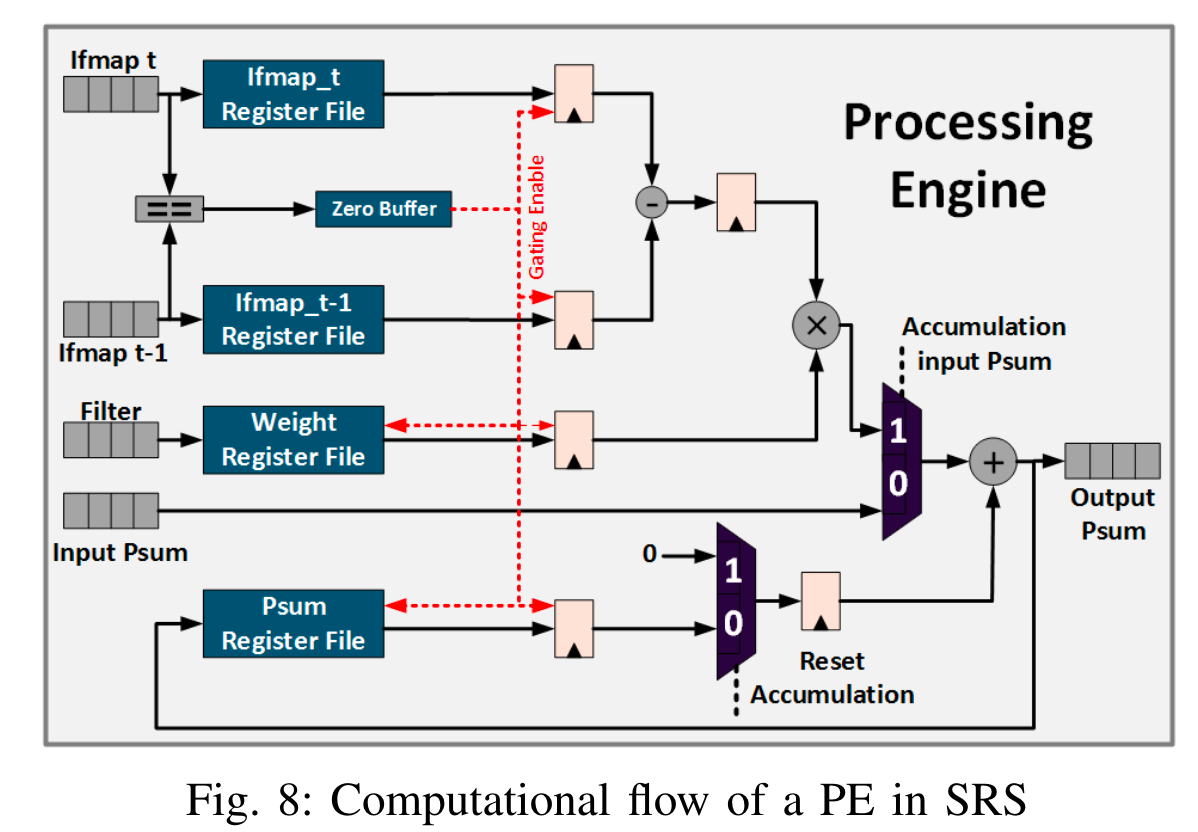 Ifmap t
Ifmap_t
Register File
Processing
Engine
==
Zero Buffer
Gating Enable
-
Ifmap_t-1
Register File
Ifmap t-1
×
Accumulation
input Psum
Filter
Weight
Register File
1
0
+
Output
Psum
Input Psum
0
1
0
Psum
Register File
Reset
Accumulation
Fig. 8: Computational flow of a PE in SRS